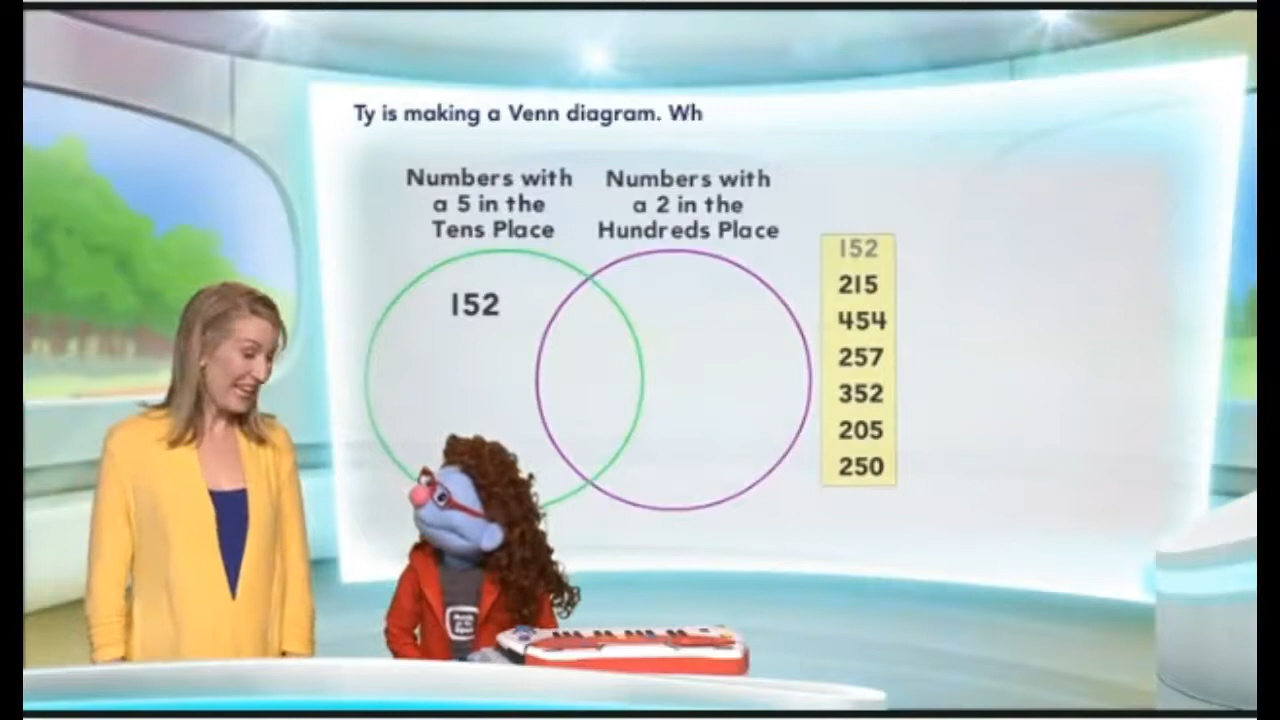 Ty is making a Venn diagram. Wh
Numbers with
a 5 in the
Tens Place
Numbers with
a 2 in the
Hundreds Place
152
152
215
454
257
352
205
250